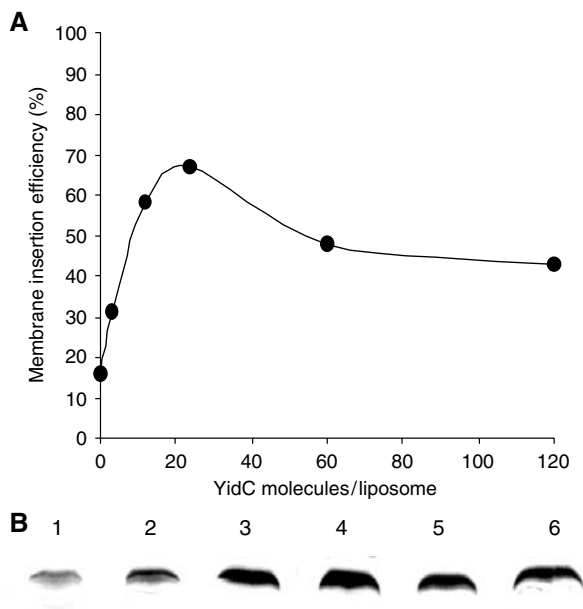 A
Membrane insertion efficiency (%)
100
90
80
70
60
50
40
30
20
10
0
0 20 40 60 80 100 120
YidC molecules/liposome
B
1 2 3 4 5 6